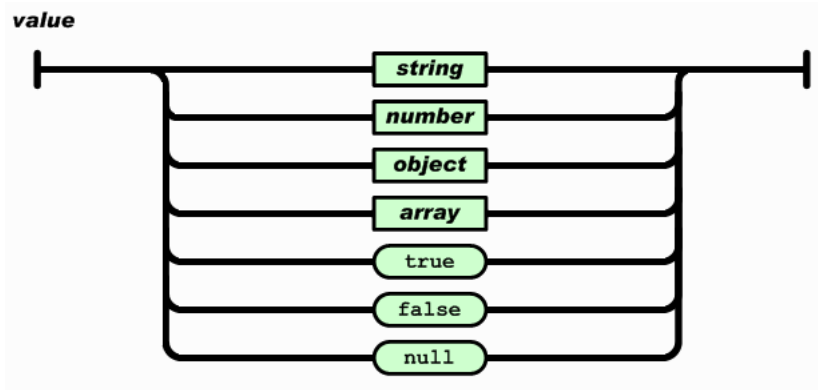 value
string
number
object
array
true
false
null